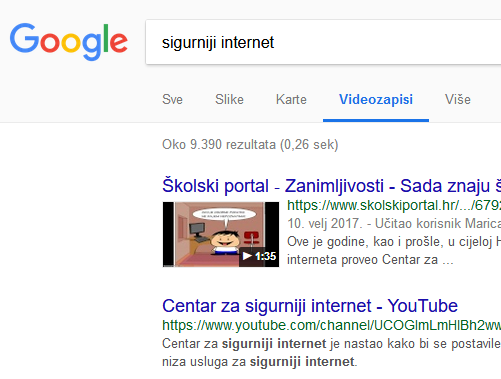 Google
sigurniji internet
Sve Slike Karte Videozapisi Više
Oko 9.390 rezultata (0,26 sek)
Školski portal - Zanimljivosti - Sada znaju
https://www.skolskiportal.hr/.../679
10. velj 2017. - Učitao korisnik Marica
Ove je godine, kao i prošle, u cijeloj
interneta proveo Centar za ...
1:35
Centar za sigurniji internet - YouTube
https://www.youtube.com/channel/UCOGlmLmHlBh2ww
Centar za sigurniji internet je nastao kako bi se postavile
niza usluga za sigurniji internet.